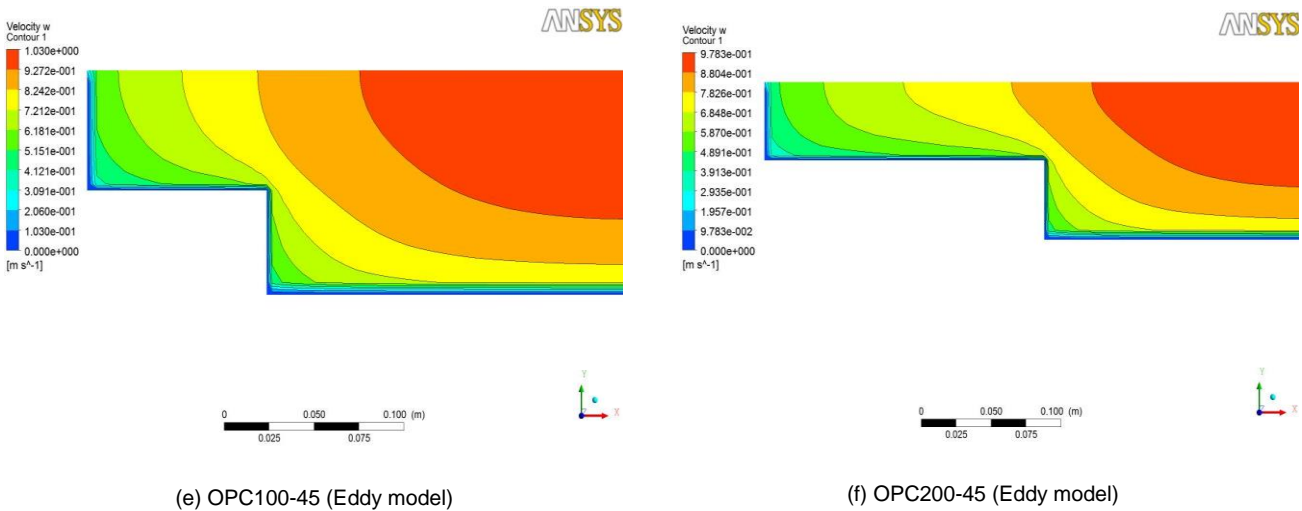 ANSYS
Velocity w
Contour 1
1.030e+000
9.272e-001
8.242e-001
7.212e-001
6.181e-001
5.151e-001
4.121e-001
3.091e-001
2.060e-001
1.030e-001
0.000e+000
[m s^-1]
0
0.050
0.100 (m)
0.025
0.075
Y
X
(e) OPC100-45 (Eddy model)
ANSYS
Velocity w
Contour 1
9.783e-001
8.804e-001
7.826e-001
6.848e-001
5.870e-001
4.891e-001
3.913e-001
2.935e-001
1.957e-001
9.783e-002
0.000e+000
[m s^-1]
0
0.050
0.100 (m)
0.025
0.075
Y
X
(f) OPC200-45 (Eddy model)